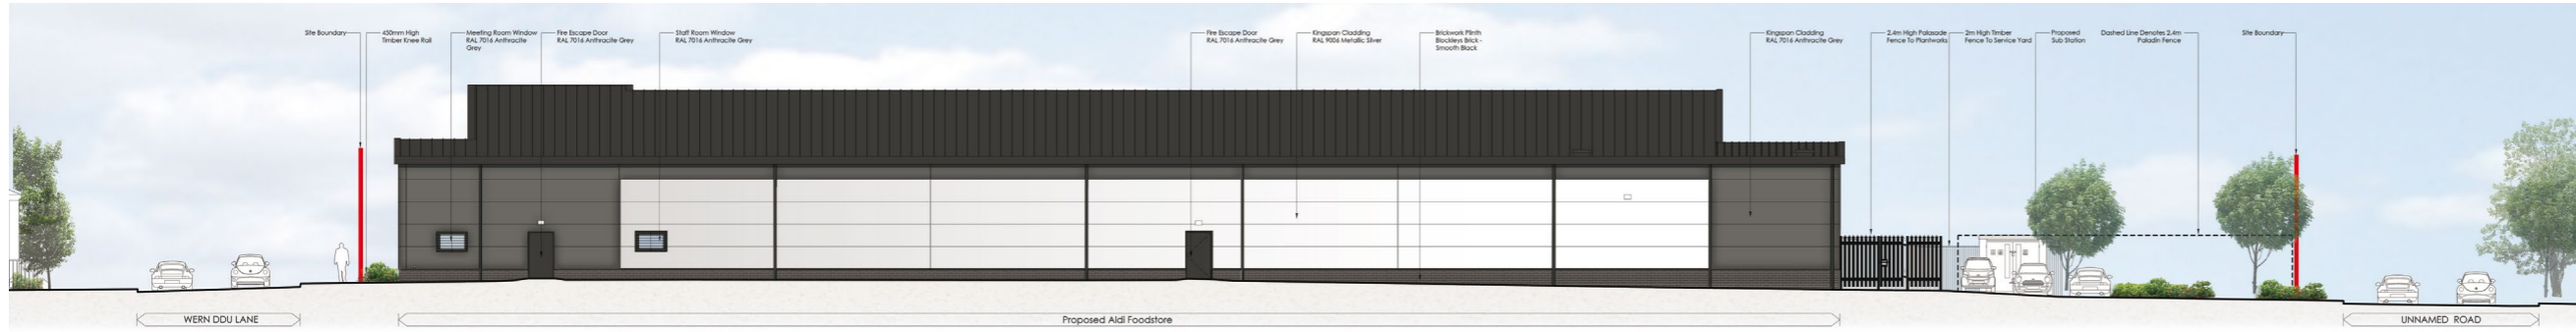 Site Boundary
450mm High
Timber Knee Rail
Meeting Room Window
RAL 7016 Anthracite
Grey
Fire Escape Door
RAL 7016 Anthracite Grey
Staff Room Window
RAL 7016 Anthracite Grey
Fire Escape Door
RAL 7016 Anthracite Grey
Kingspan Cladding
RAL 9006 Metallic Silver
Brickwork Plinth
Blockleys Brick -
Smooth Black
Kingspan Cladding
RAL 7016 Anthracite Grey
2.4m High Palisade
Fence To Plantworks
2m High Timber
Fence To Service Yard
Proposed
Sub Station
Dashed Line Denotes 2.4m
Paladin Fence
Site Boundary
WERN DDU LANE
Proposed Aldi Foodstore
UNNAMED ROAD